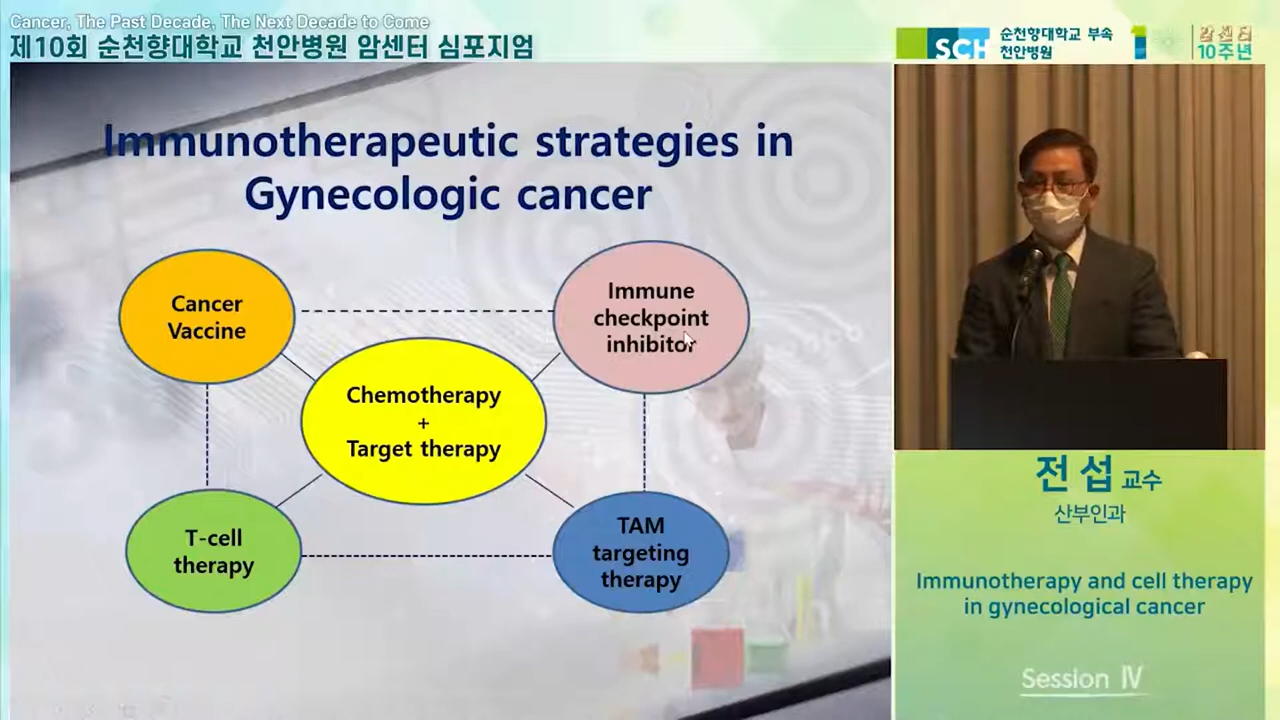 Cancer, The Past Decade, The Next Decade to Come
제10회 순천향대학교 천안병원 암센터 심포지엄
SCH
순천향대학교 부속
천안병원
암센터
10주년
Immunotherapeutic strategies in
Gynecologic cancer
Cancer
Vaccine
Immune
checkpoint
inhibitor
Chemotherapy
+
Target therapy
T-cell
therapy
TAM
targeting
therapy
전 섭 교수
산부인과
Immunotherapy and cell therapy
in gynecological cancer
Session Ⅳ